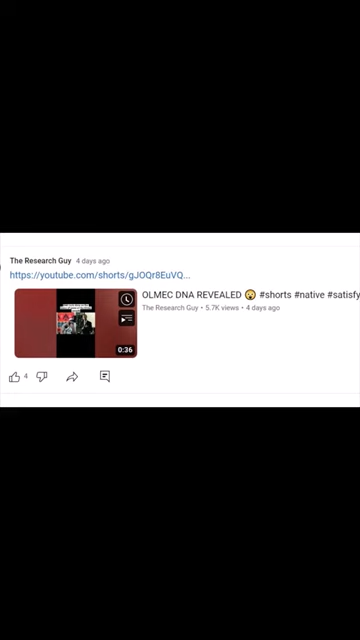 The Research Guy 4 days ago
https://youtube.com/shorts/gJOQr8EuVQ...
OLMEC DNA REVEALED 😮 #shorts #native #satisfy
The Research Guy • 5.7K views • 4 days ago
0:36
4